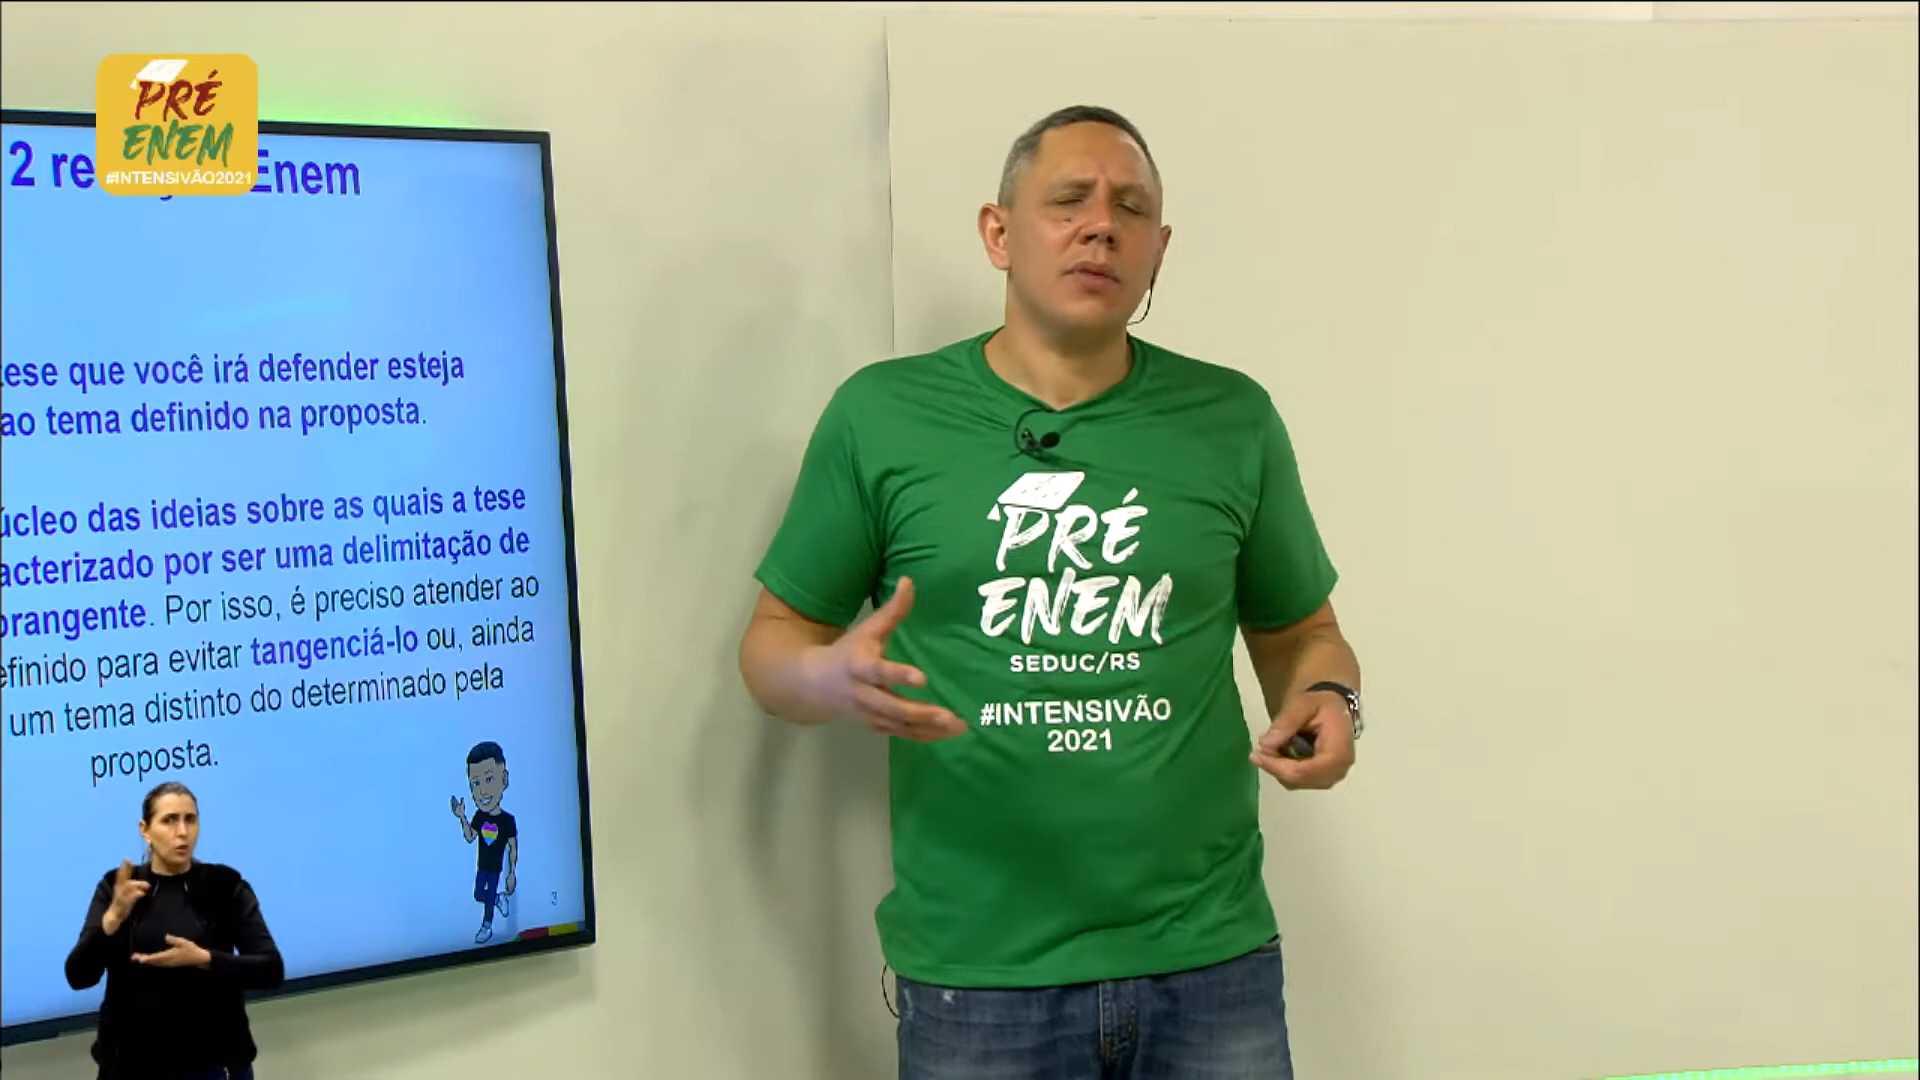 PRÉ
ENEM
#INTENSIVÃO2021
2 re Enem
tese que você irá defender esteja
ao tema definido na proposta.
úcleo das ideias sobre as quais a tese
acterizado por ser uma delimitação de
brangente. Por isso, é preciso atender ao
efinido para evitar tangenciá-lo ou, ainda
um tema distinto do determinado pela
proposta.
3
PRÉ
ENEM
SEDUC/RS
#INTENSIVÃO
2021